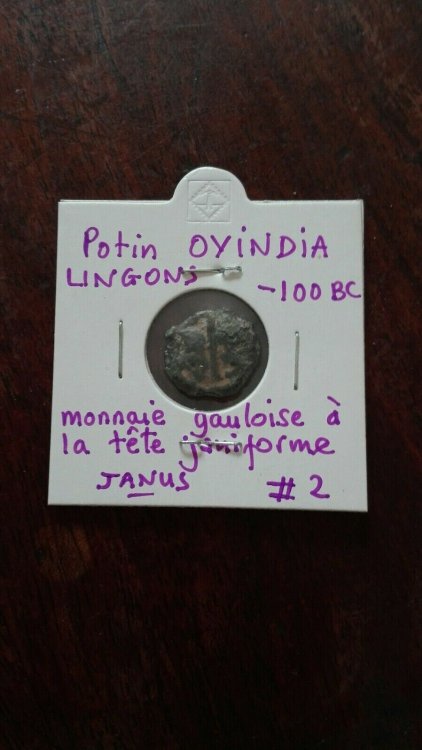 Potin OYINDIA
LINGONS -100 BC
monnaie gauloise à
la tête janiforme
JANUS #2